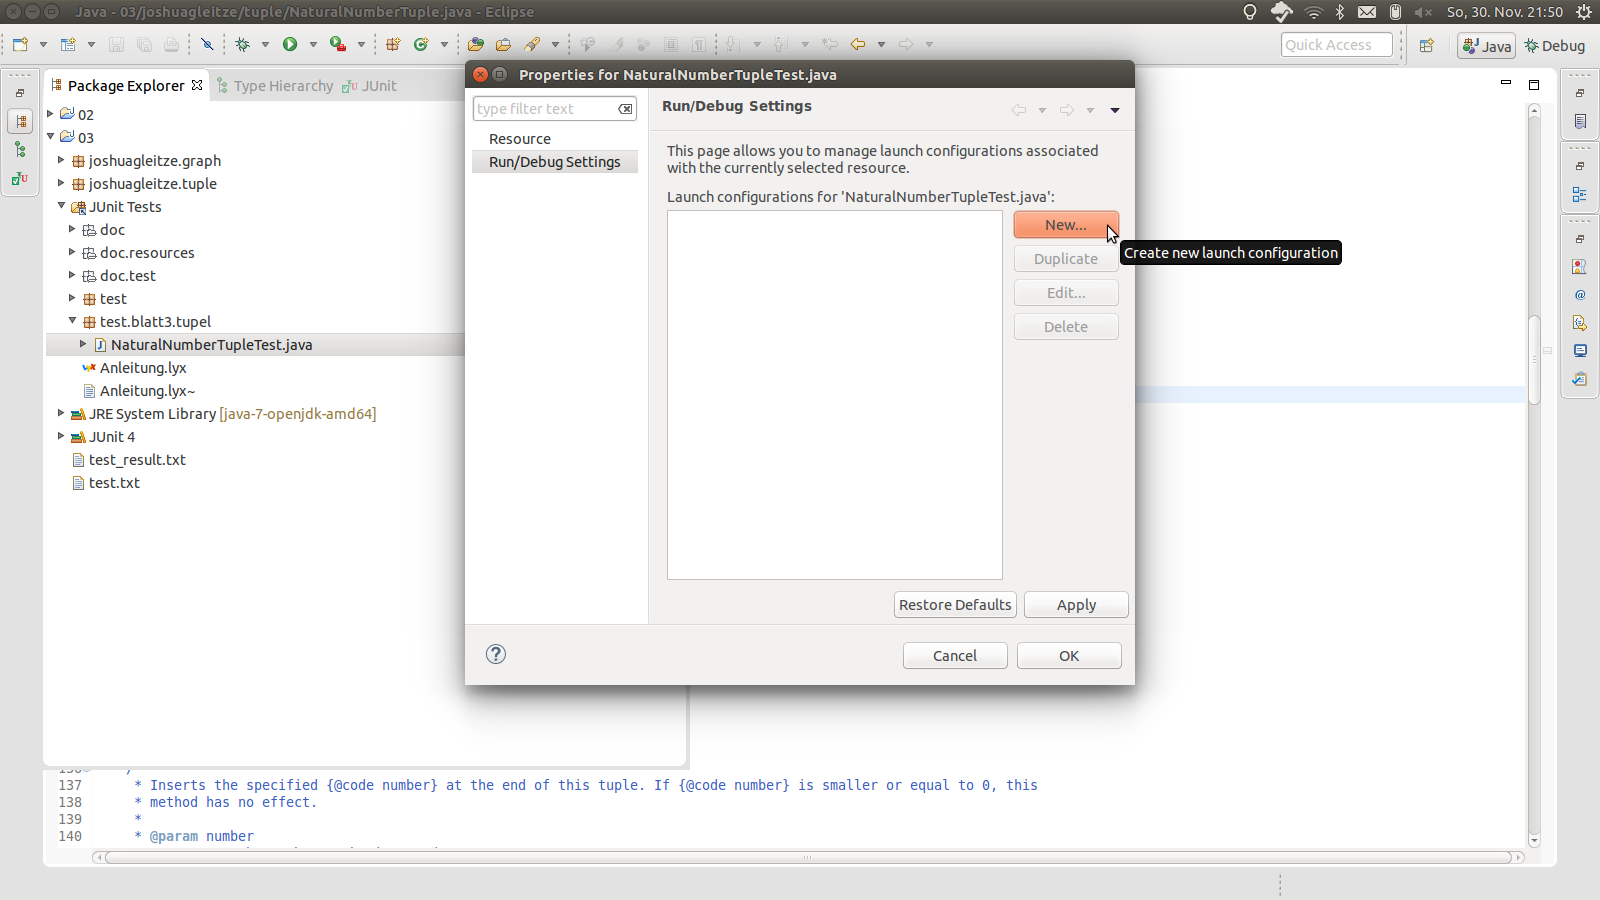 Java - 03/joshuagleitze/tuple/NaturalNumberTuple.java - Eclipse
So, 30. Nov. 21:50
Quick Access
Java
Debug
Package Explorer
Type Hierarchy
JUnit
02
03
joshuagleitze.graph
joshuagleitze.tuple
JUnit Tests
doc
doc.resources
doc.test
test
test.blatt3.tupel
NaturalNumberTupleTest.java
Anleitung.lyx
Anleitung.lyx~
JRE System Library [java-7-openjdk-amd64]
JUnit 4
test_result.txt
test.txt
Properties for NaturalNumberTupleTest.java
type filter text
Resource
Run/Debug Settings
Run/Debug Settings
This page allows you to manage launch configurations associated
with the currently selected resource.
Launch configurations for 'NaturalNumberTupleTest.java':
New...
Duplicate
Edit...
Delete
Create new launch configuration
Restore Defaults
Apply
Cancel
OK
137 * Inserts the specified {@code number} at the end of this tuple. If {@code number} is smaller or equal to 0, this
138 * method has no effect.
139 *
140 * @param number